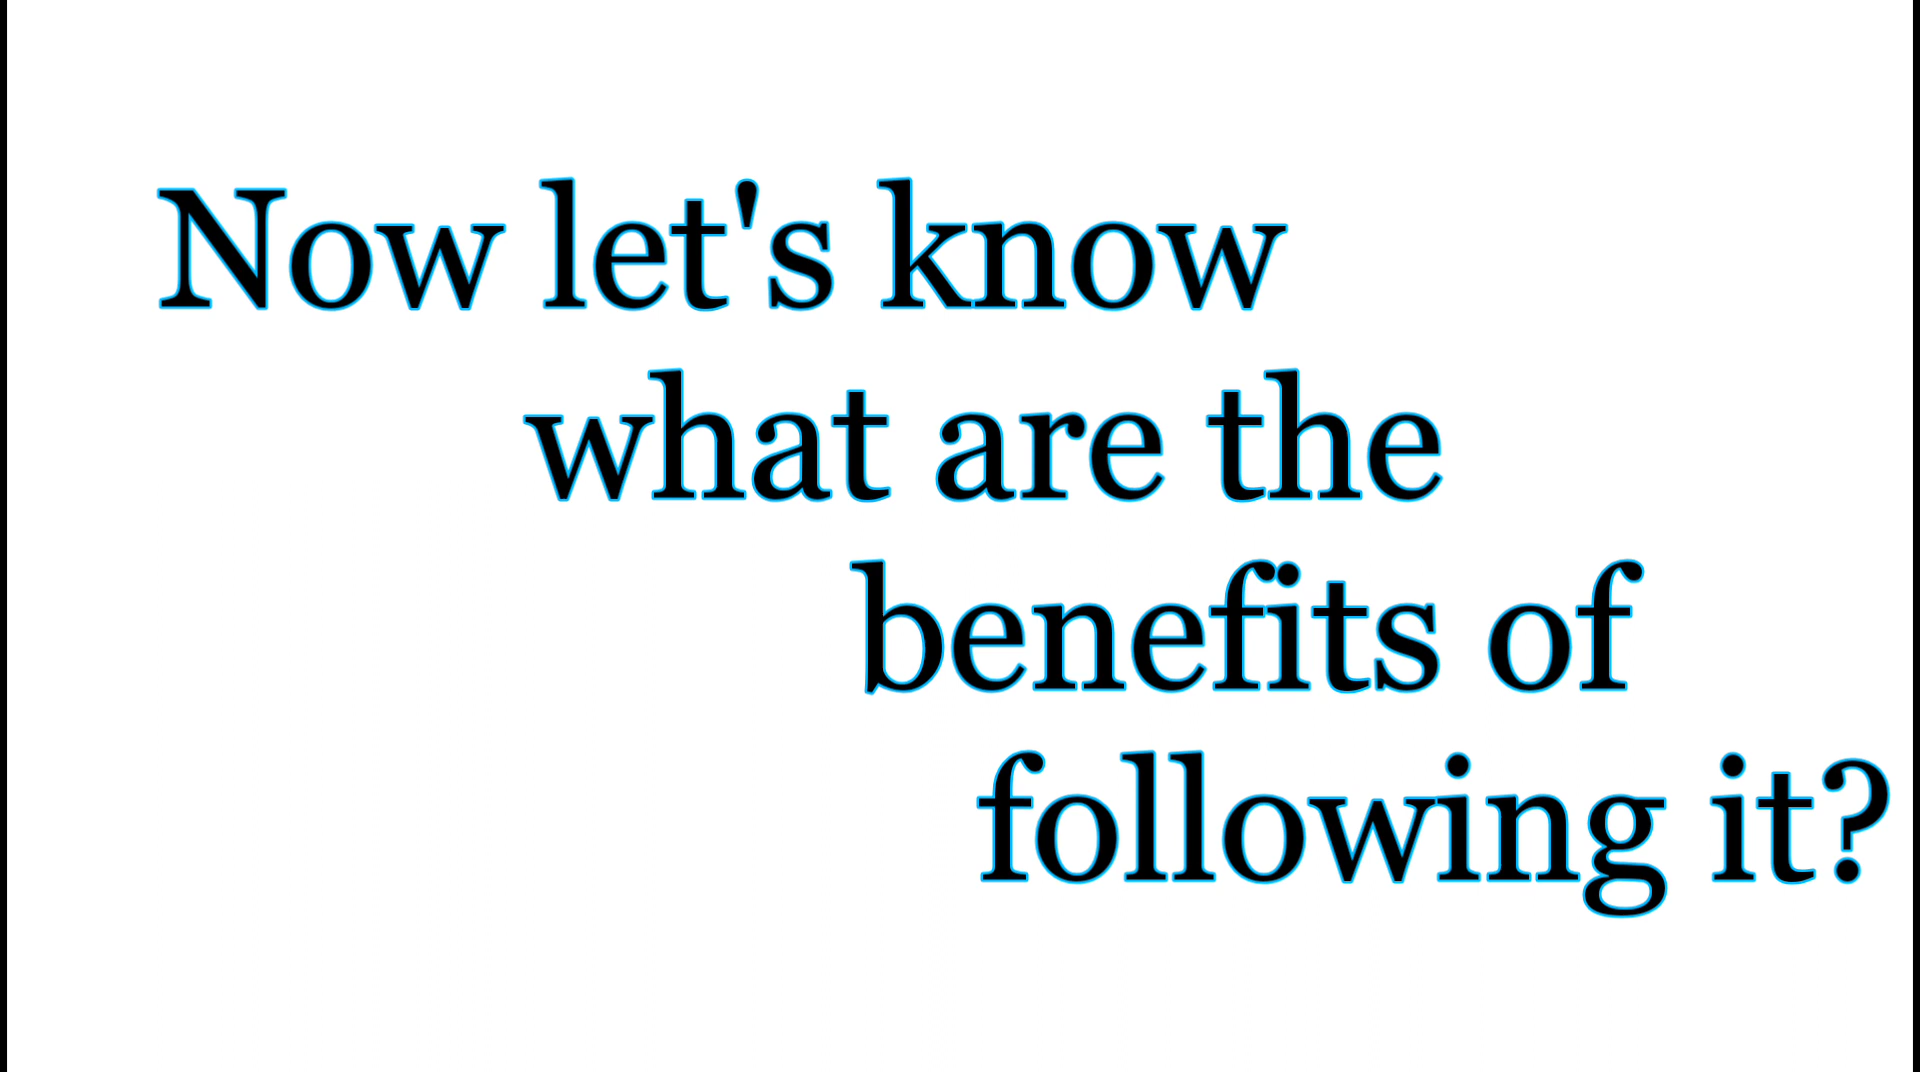 Now let's know
what are the
benefits of
following it?